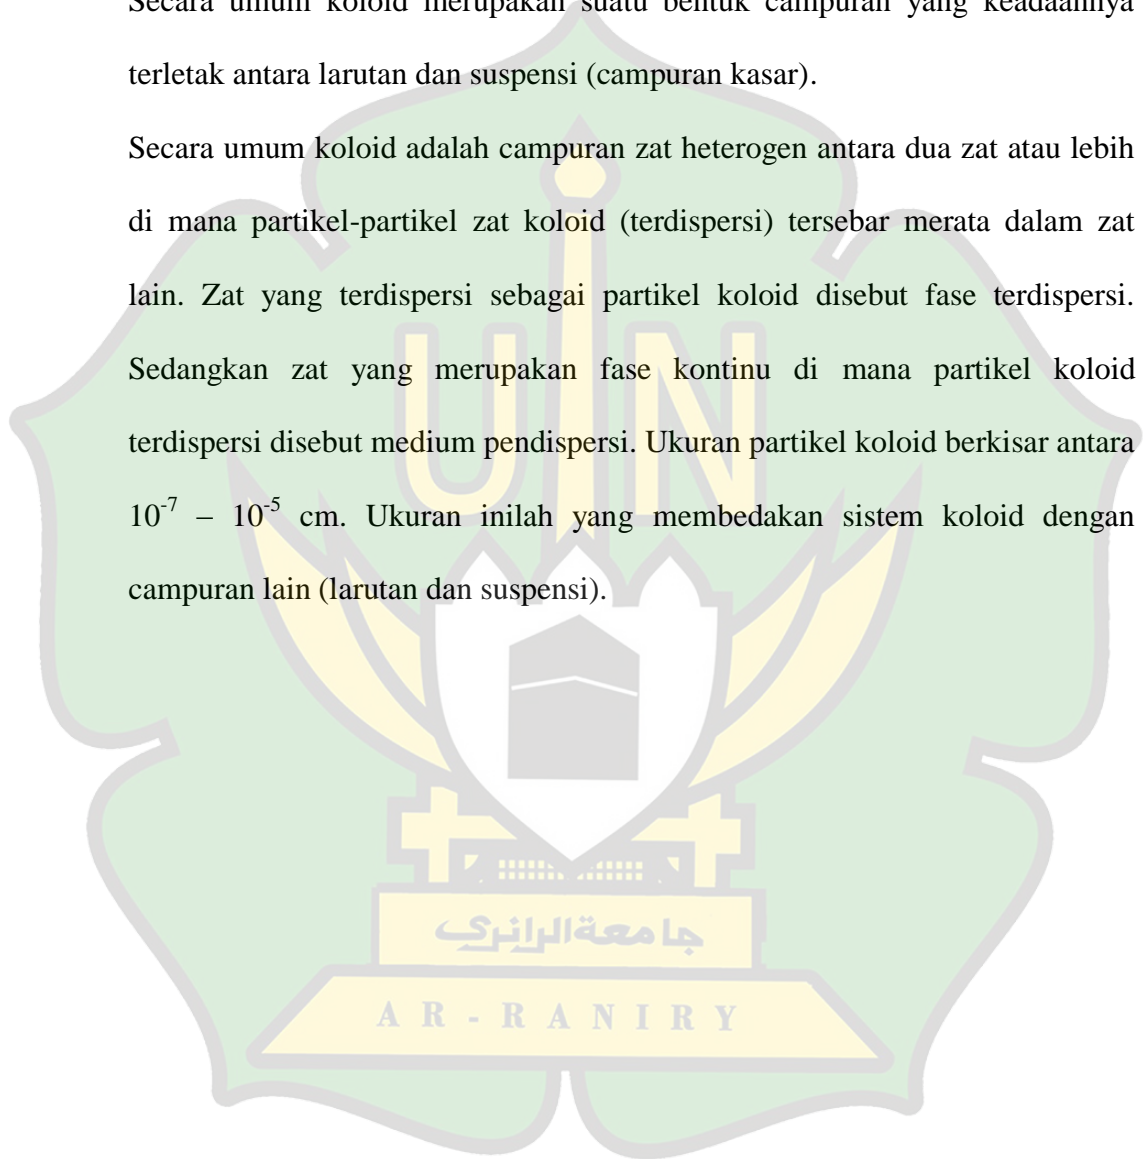 Secara umum koloid merupakan suatu bentuk campuran yang keadaannya
terletak antara larutan dan suspensi (campuran kasar).
Secara umum koloid adalah campuran zat heterogen antara dua zat atau lebih
di mana partikel-partikel zat koloid (terdispersi) tersebar merata dalam zat
lain. Zat yang terdispersi sebagai partikel koloid disebut fase terdispersi.
Sedangkan zat yang merupakan fase kontinu di mana partikel koloid
terdispersi disebut medium pendispersi. Ukuran partikel koloid berkisar antara
10⁻⁷ – 10⁻⁵ cm. Ukuran inilah yang membedakan sistem koloid dengan
campuran lain (larutan dan suspensi).
UIN
جامعة الرانري
AR-RANIRY